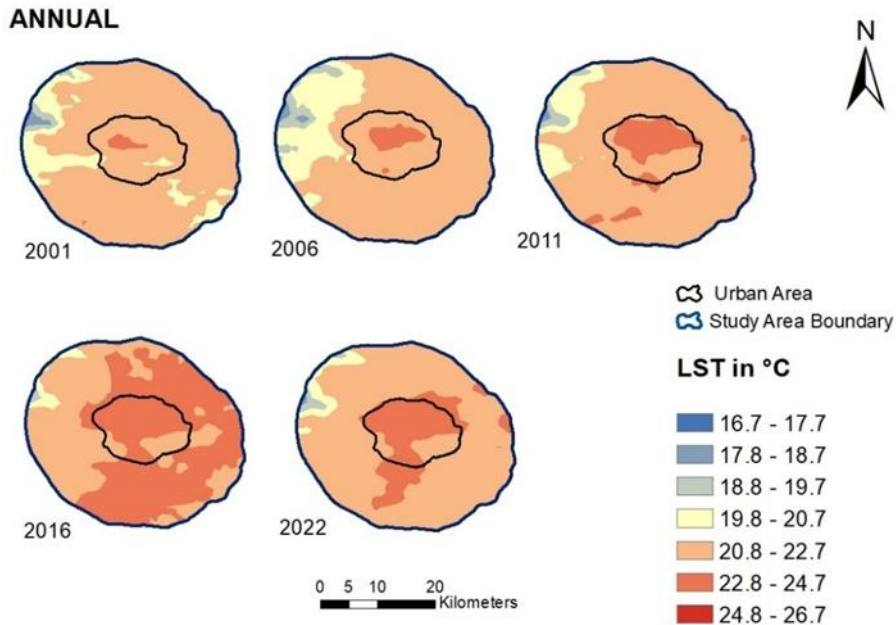 ANNUAL
N
2001
2006
2011
Urban Area
Study Area Boundary
LST in °C
16.7 - 17.7
17.8 - 18.7
18.8 - 19.7
19.8 - 20.7
20.8 - 22.7
22.8 - 24.7
24.8 - 26.7
2016
2022
0 5 10 20
Kilometers